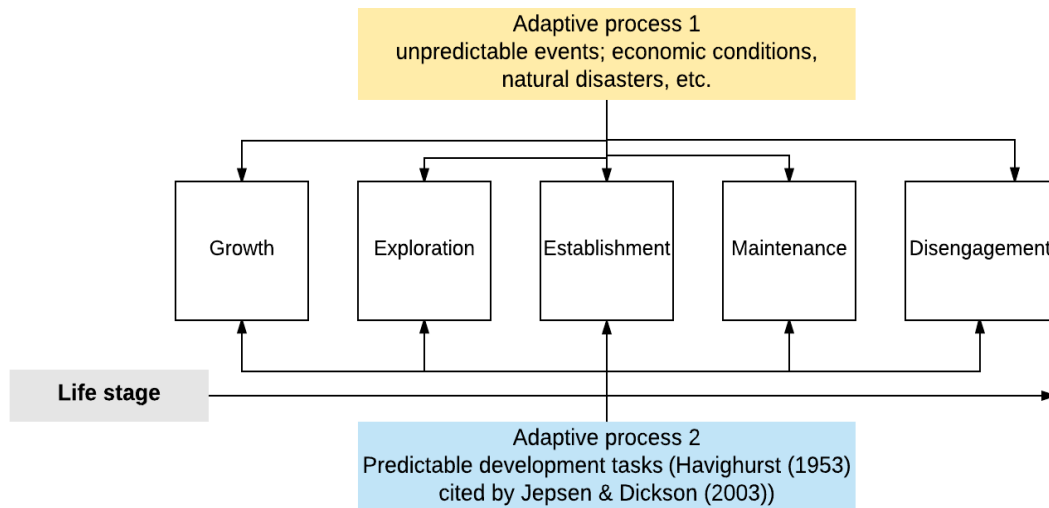 Adaptive process 1
unpredictable events; economic conditions,
natural disasters, etc.
Growth
Exploration
Establishment
Maintenance
Disengagement
Life stage
Adaptive process 2
Predictable development tasks (Havighurst (1953)
cited by Jepsen & Dickson (2003))